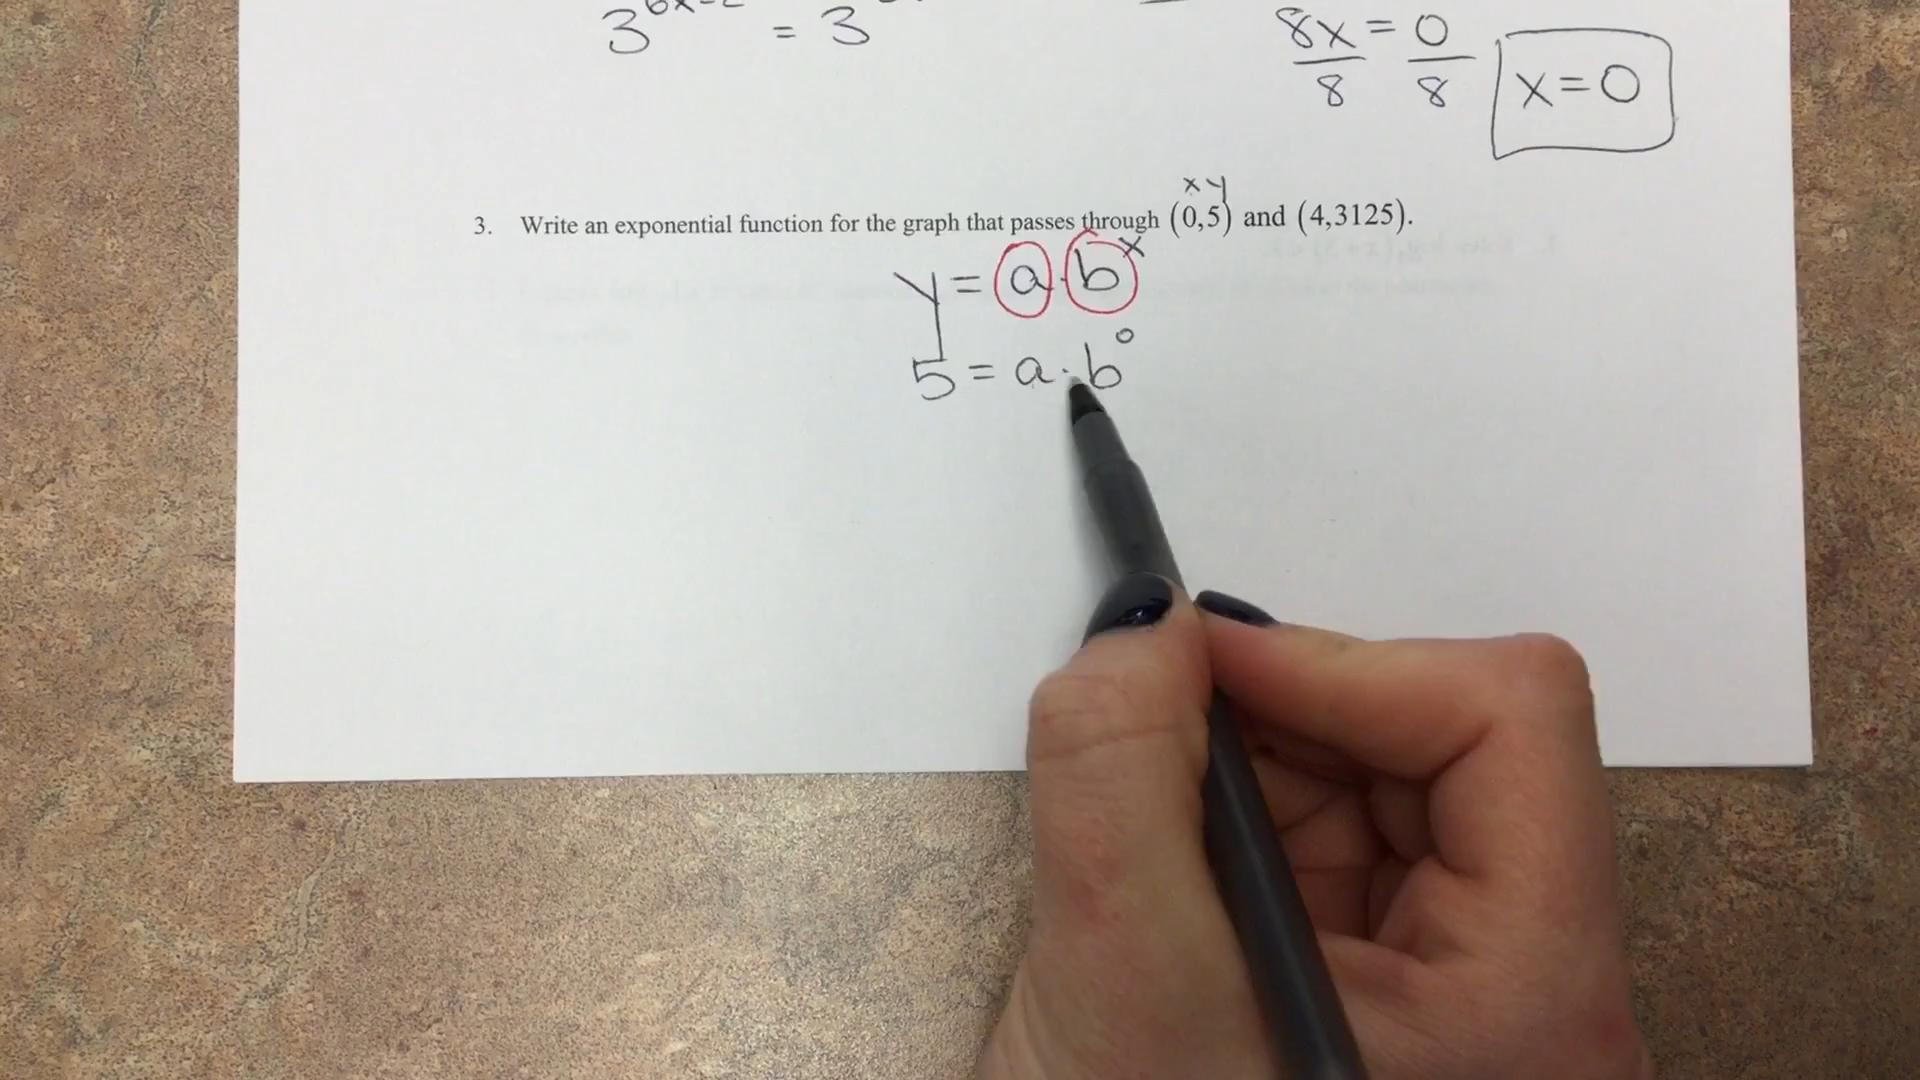 3^6x-2 = 3
8x = 0
8 8
x = 0
x y
3. Write an exponential function for the graph that passes through (0,5) and (4,3125).
y = a · b^x
5 = a · b^0